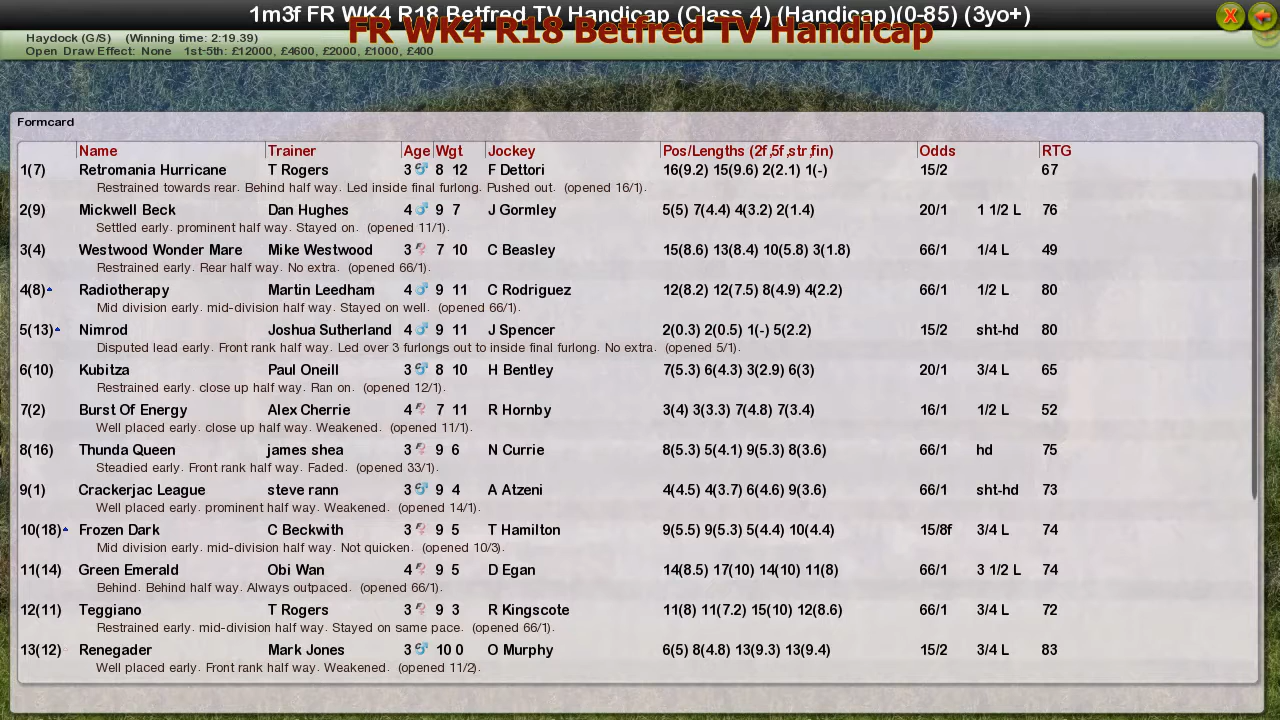 1m3f FR WK4 R18 Betfred TV Handicap (Class 4) (Handicap)(0-85) (3yo+)
FR WK4 R18 Betfred TV Handicap
Haydock (G/S) (Winning time: 2:19.39)
Open Draw Effect: None 1st-5th: £12000, £4600, £2000, £1000, £400
Formcard
Name Trainer Age Wgt Jockey Pos/Lengths (2f,5f,str,fin) Odds RTG
1(7) Retromania Hurricane T Rogers 3 8 12 F Dettori 16(9.2) 15(9.6) 2(2.1) 1(-) 15/2 67
Restrained towards rear. Behind half way. Led inside final furlong. Pushed out. (opened 16/1).
2(9) Mickwell Beck Dan Hughes 4 9 7 J Gormley 5(5) 7(4.4) 4(3.2) 2(1.4) 20/1 1 1/2 L 76
Settled early. prominent half way. Stayed on. (opened 11/1).
3(4) Westwood Wonder Mare Mike Westwood 3 7 10 C Beasley 15(8.6) 13(8.4) 10(5.8) 3(1.8) 66/1 1/4 L 49
Restrained early. Rear half way. No extra. (opened 66/1).
4(8) Radiotherapy Martin Leedham 4 9 11 C Rodriguez 12(8.2) 12(7.5) 8(4.9) 4(2.2) 66/1 1/2 L 80
Mid division early. mid-division half way. Stayed on well. (opened 66/1).
5(13) Nimrod Joshua Sutherland 4 9 11 J Spencer 2(0.3) 2(0.5) 1(-) 5(2.2) 15/2 sht-hd 80
Disputed lead early. Front rank half way. Led over 3 furlongs out to inside final furlong. No extra. (opened 5/1).
6(10) Kubitza Paul Oneill 3 8 10 H Bentley 7(5.3) 6(4.3) 3(2.9) 6(3) 20/1 3/4 L 65
Restrained early. close up half way. Ran on. (opened 12/1).
7(2) Burst Of Energy Alex Cherrie 4 7 11 R Hornby 3(4) 3(3.3) 7(4.8) 7(3.4) 16/1 1/2 L 52
Well placed early. close up half way. Weakened. (opened 11/1).
8(16) Thunda Queen james shea 3 9 6 N Currie 8(5.3) 5(4.1) 9(5.3) 8(3.6) 66/1 hd 75
Steadied early. Front rank half way. Faded. (opened 33/1).
9(1) Crackerjac League steve rann 3 9 4 A Atzeni 4(4.5) 4(3.7) 6(4.6) 9(3.6) 66/1 sht-hd 73
Well placed early. prominent half way. Weakened. (opened 14/1).
10(18) Frozen Dark C Beckwith 3 9 5 T Hamilton 9(5.5) 9(5.3) 5(4.4) 10(4.4) 15/8f 3/4 L 74
Mid division early. mid-division half way. Not quicken. (opened 10/3).
11(14) Green Emerald Obi Wan 4 9 5 D Egan 14(8.5) 17(10) 14(10) 11(8) 66/1 3 1/2 L 74
Behind. Behind half way. Always outpaced. (opened 66/1).
12(11) Teggiano T Rogers 3 9 3 R Kingscote 11(8) 11(7.2) 15(10) 12(8.6) 66/1 3/4 L 72
Restrained early. mid-division half way. Stayed on same pace. (opened 66/1).
13(12) Renegader Mark Jones 3 10 0 O Murphy 6(5) 8(4.8) 13(9.3) 13(9.4) 15/2 3/4 L 83
Well placed early. Front rank half way. Weakened. (opened 11/2).